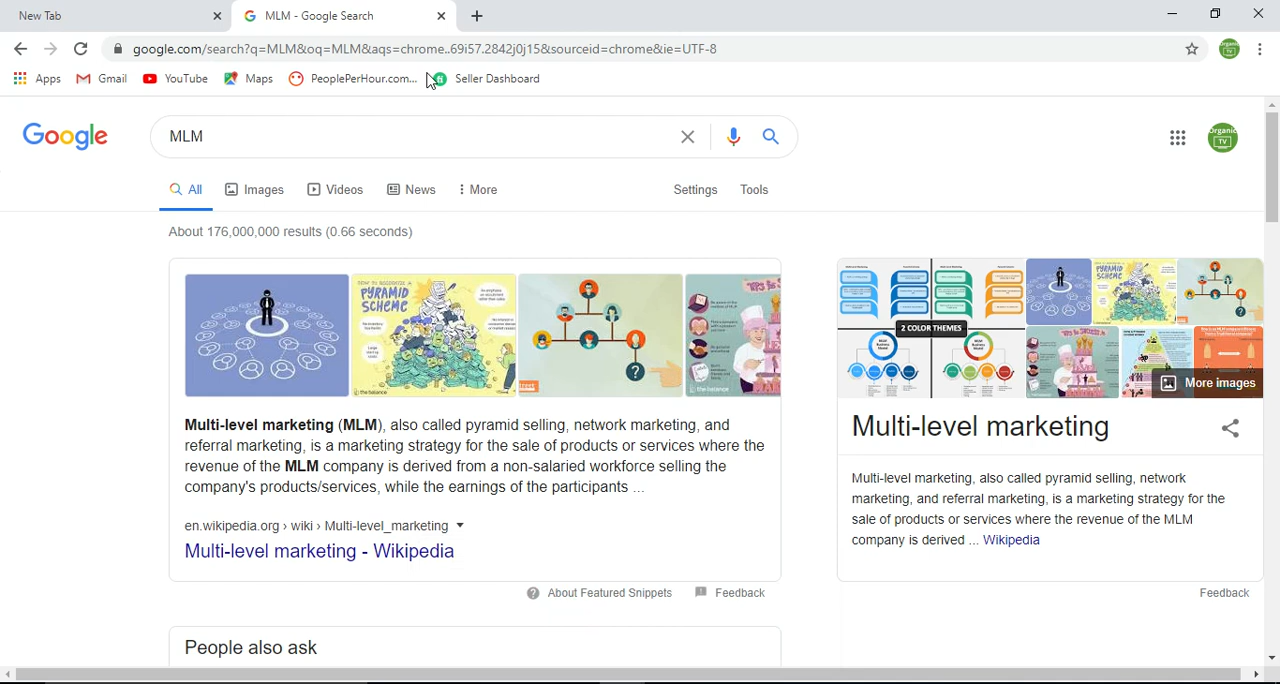 New Tab
MLM - Google Search
google.com/search?q=MLM&oq=MLM&aqs=chrome..69i57.2842j0j15&sourceid=chrome&ie=UTF-8
Apps
Gmail
YouTube
Maps
PeoplePerHour.com...
fi
Seller Dashboard
Google
MLM
Organic
TV
All
Images
Videos
News
More
Settings
Tools
About 176,000,000 results (0.66 seconds)
PYRAMID
SCHEME
the balance
2 COLOR THEMES
More images
Multi-level marketing (MLM), also called pyramid selling, network marketing, and
referral marketing, is a marketing strategy for the sale of products or services where the
revenue of the MLM company is derived from a non-salaried workforce selling the
company's products/services, while the earnings of the participants ...
en.wikipedia.org › wiki › Multi-level_marketing
Multi-level marketing - Wikipedia
About Featured Snippets
Feedback
People also ask
Multi-level marketing
Multi-level marketing, also called pyramid selling, network
marketing, and referral marketing, is a marketing strategy for the
sale of products or services where the revenue of the MLM
company is derived ... Wikipedia
Feedback